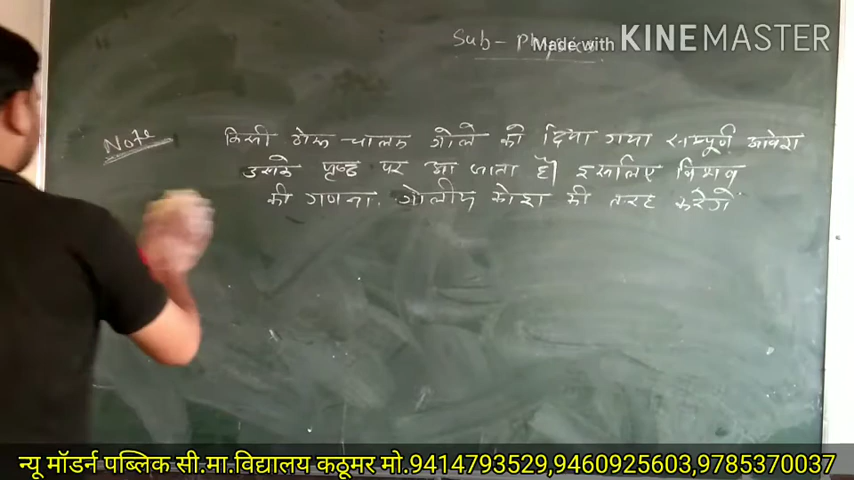 Sub - Physics
Made with KINEMASTER
Note किसी ठोस चालक गोले को दिया गया सम्पूर्ण आवेश
उसके पृष्ठ पर आ जाता है। इसलिए विभव
की गणना गोलीय कोश की तरह करेगे
न्यू मॉडर्न पब्लिक सी.मा.विद्यालय कठूमर मो.9414793529,9460925603,9785370037